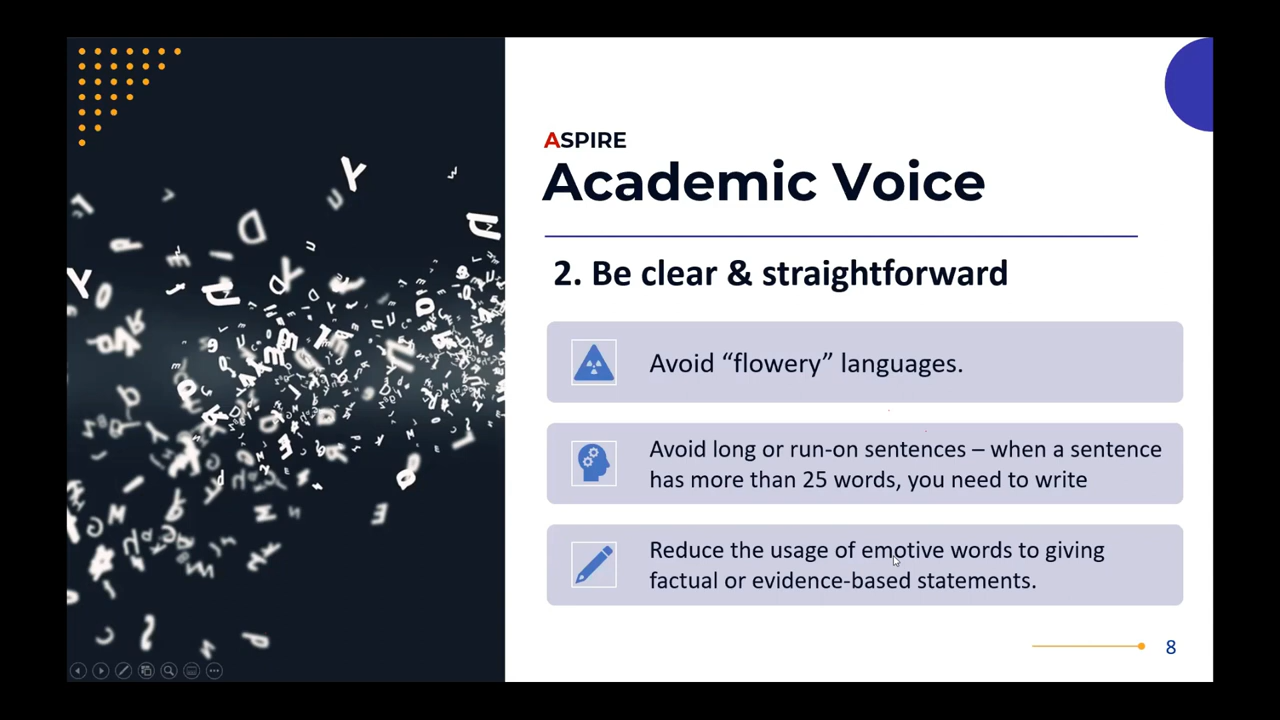 ASPIRE
Academic Voice
2. Be clear & straightforward
Avoid “flowery” languages.
Avoid long or run-on sentences – when a sentence
has more than 25 words, you need to write
Reduce the usage of emotive words to giving
factual or evidence-based statements.
8